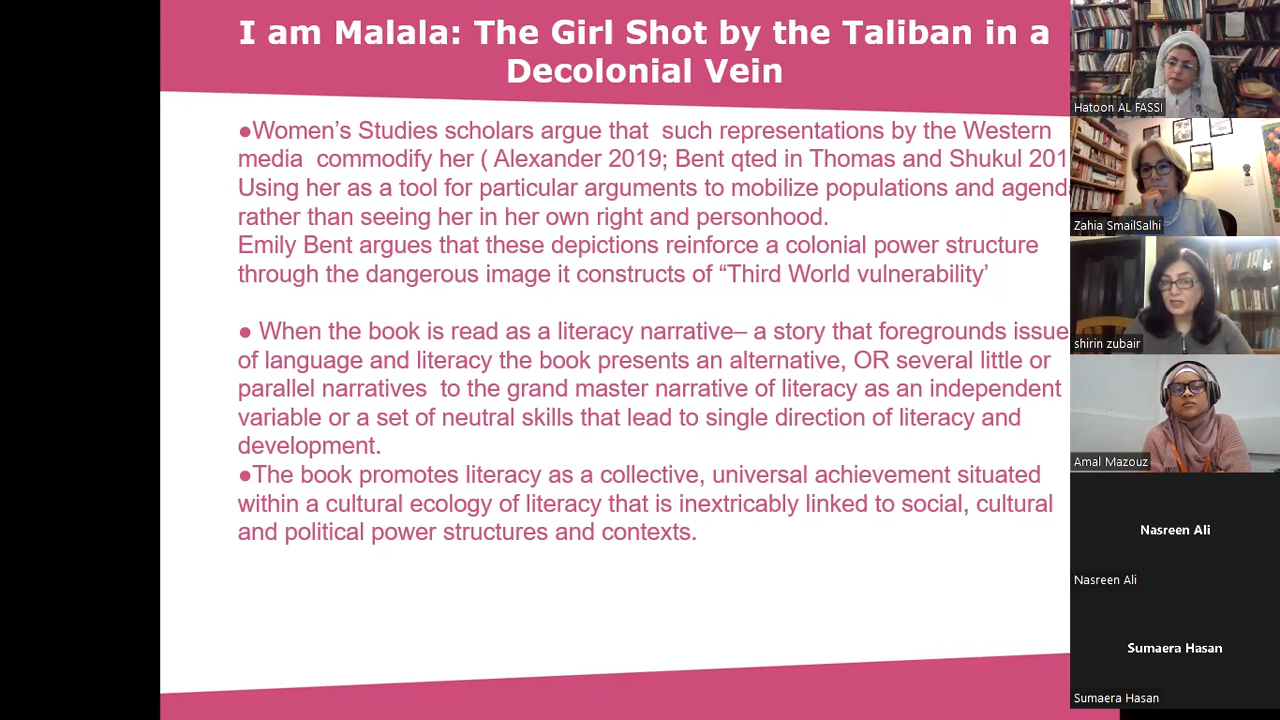 I am Malala: The Girl Shot by the Taliban in a
Decolonial Vein
●Women's Studies scholars argue that such representations by the Western
media commodify her ( Alexander 2019; Bent qted in Thomas and Shukul 201
Using her as a tool for particular arguments to mobilize populations and agend
rather than seeing her in her own right and personhood.
Emily Bent argues that these depictions reinforce a colonial power structure
through the dangerous image it constructs of “Third World vulnerability’
● When the book is read as a literacy narrative– a story that foregrounds issue
of language and literacy the book presents an alternative, OR several little or
parallel narratives to the grand master narrative of literacy as an independent
variable or a set of neutral skills that lead to single direction of literacy and
development.
●The book promotes literacy as a collective, universal achievement situated
within a cultural ecology of literacy that is inextricably linked to social, cultural
and political power structures and contexts.
Hatoon AL FASSI
Zahia SmailSalhi
shirin zubair
Amal Mazouz
Nasreen Ali
Nasreen Ali
Sumaera Hasan
Sumaera Hasan